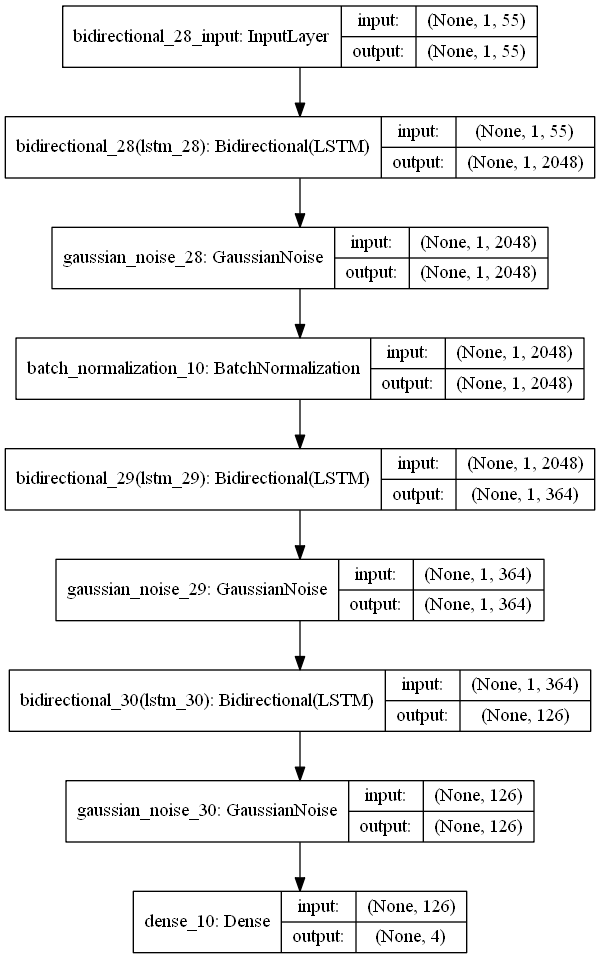 bidirectional_28_input: InputLayer input: (None, 1, 55)
output: (None, 1, 55)
bidirectional_28(lstm_28): Bidirectional(LSTM) input: (None, 1, 55)
output: (None, 1, 2048)
gaussian_noise_28: GaussianNoise input: (None, 1, 2048)
output: (None, 1, 2048)
batch_normalization_10: BatchNormalization input: (None, 1, 2048)
output: (None, 1, 2048)
bidirectional_29(lstm_29): Bidirectional(LSTM) input: (None, 1, 2048)
output: (None, 1, 364)
gaussian_noise_29: GaussianNoise input: (None, 1, 364)
output: (None, 1, 364)
bidirectional_30(lstm_30): Bidirectional(LSTM) input: (None, 1, 364)
output: (None, 126)
gaussian_noise_30: GaussianNoise input: (None, 126)
output: (None, 126)
dense_10: Dense input: (None, 126)
output: (None, 4)